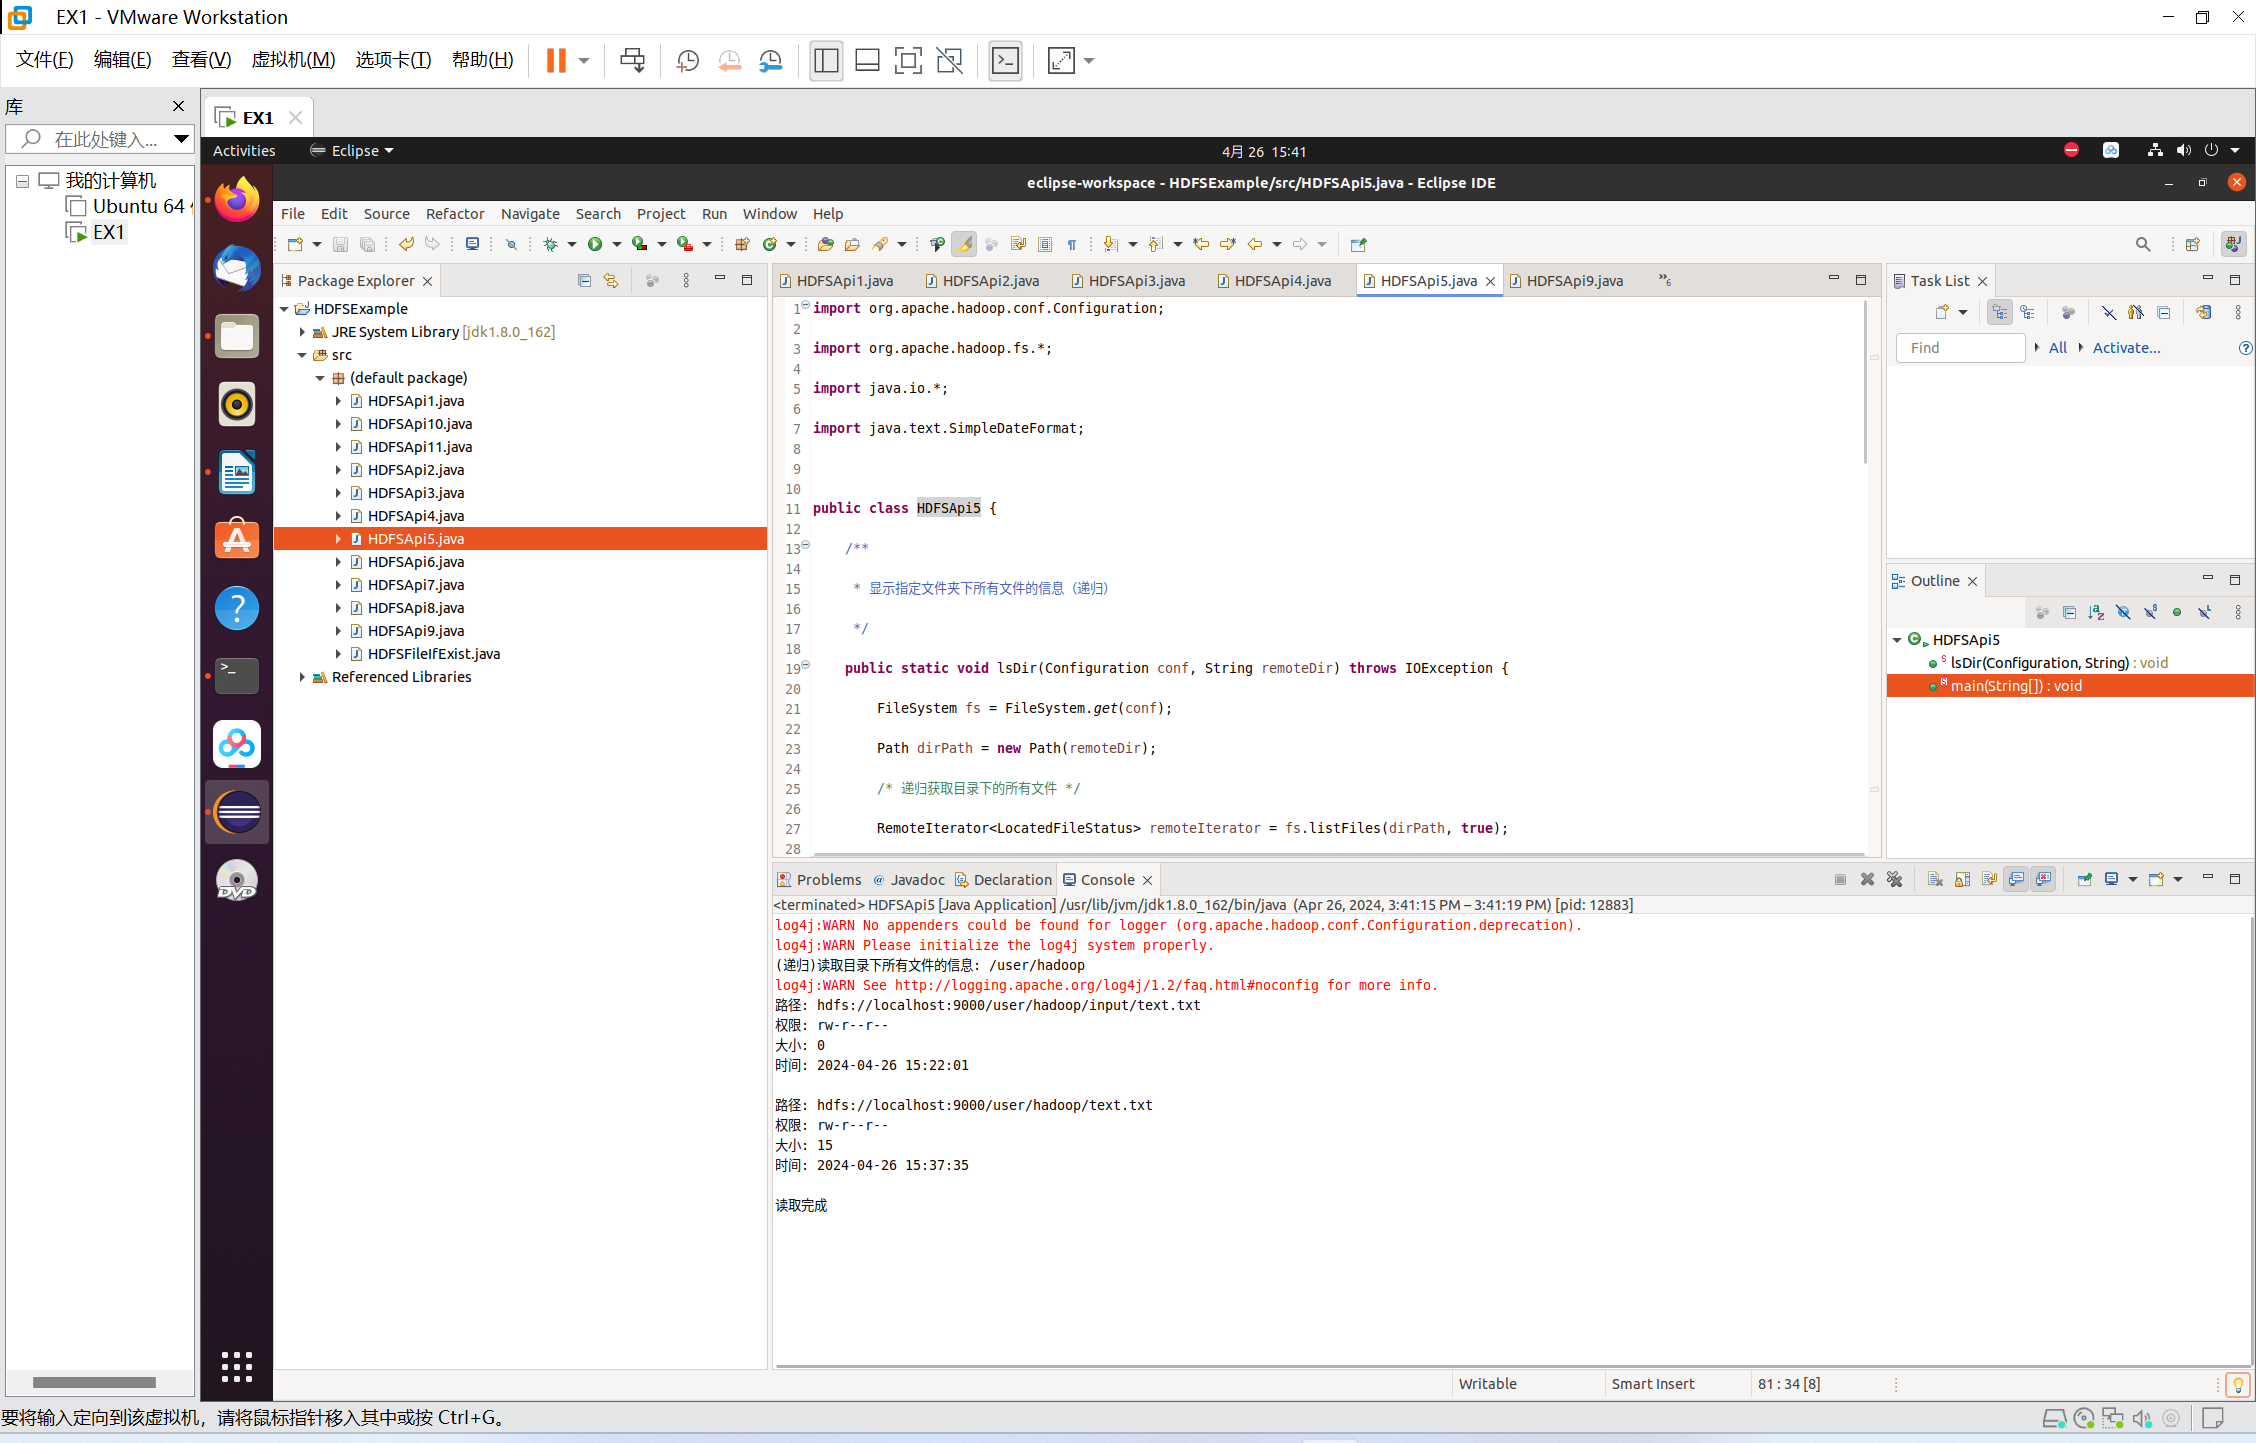 EX1 - VMware Workstation
文件(F) 编辑(E) 查看(V) 虚拟机(M) 选项卡(T) 帮助(H)
库
在此处键入...
我的计算机
Ubuntu 64
EX1
EX1
Activities Eclipse 4月 26 15:41
eclipse-workspace - HDFSExample/src/HDFSApi5.java - Eclipse IDE
File Edit Source Refactor Navigate Search Project Run Window Help
Package Explorer
HDFSExample
JRE System Library [jdk1.8.0_162]
src
(default package)
HDFSApi1.java
HDFSApi10.java
HDFSApi11.java
HDFSApi2.java
HDFSApi3.java
HDFSApi4.java
HDFSApi5.java
HDFSApi6.java
HDFSApi7.java
HDFSApi8.java
HDFSApi9.java
HDFSFileIfExist.java
Referenced Libraries
HDFSApi1.java HDFSApi2.java HDFSApi3.java HDFSApi4.java HDFSApi5.java HDFSApi9.java »6
1 import org.apache.hadoop.conf.Configuration;
2
3 import org.apache.hadoop.fs.*;
4
5 import java.io.*;
6
7 import java.text.SimpleDateFormat;
8
9
10
11 public class HDFSApi5 {
12
13 /**
14
15 * 显示指定文件夹下所有文件的信息（递归）
16
17 */
18
19 public static void lsDir(Configuration conf, String remoteDir) throws IOException {
20
21 FileSystem fs = FileSystem.get(conf);
22
23 Path dirPath = new Path(remoteDir);
24
25 /* 递归获取目录下的所有文件 */
26
27 RemoteIterator<LocatedFileStatus> remoteIterator = fs.listFiles(dirPath, true);
28
Task List
Find All Activate...
Outline
HDFSApi5
lsDir(Configuration, String) : void
main(String[]) : void
Problems Javadoc Declaration Console
<terminated> HDFSApi5 [Java Application] /usr/lib/jvm/jdk1.8.0_162/bin/java (Apr 26, 2024, 3:41:15 PM – 3:41:19 PM) [pid: 12883]
log4j:WARN No appenders could be found for logger (org.apache.hadoop.conf.Configuration.deprecation).
log4j:WARN Please initialize the log4j system properly.
(递归)读取目录下所有文件的信息: /user/hadoop
log4j:WARN See http://logging.apache.org/log4j/1.2/faq.html#noconfig for more info.
路径: hdfs://localhost:9000/user/hadoop/input/text.txt
权限: rw-r--r--
大小: 0
时间: 2024-04-26 15:22:01
路径: hdfs://localhost:9000/user/hadoop/text.txt
权限: rw-r--r--
大小: 15
时间: 2024-04-26 15:37:35
读取完成
Writable Smart Insert 81 : 34 [8]
要将输入定向到该虚拟机，请将鼠标指针移入其中或按 Ctrl+G。
DVD